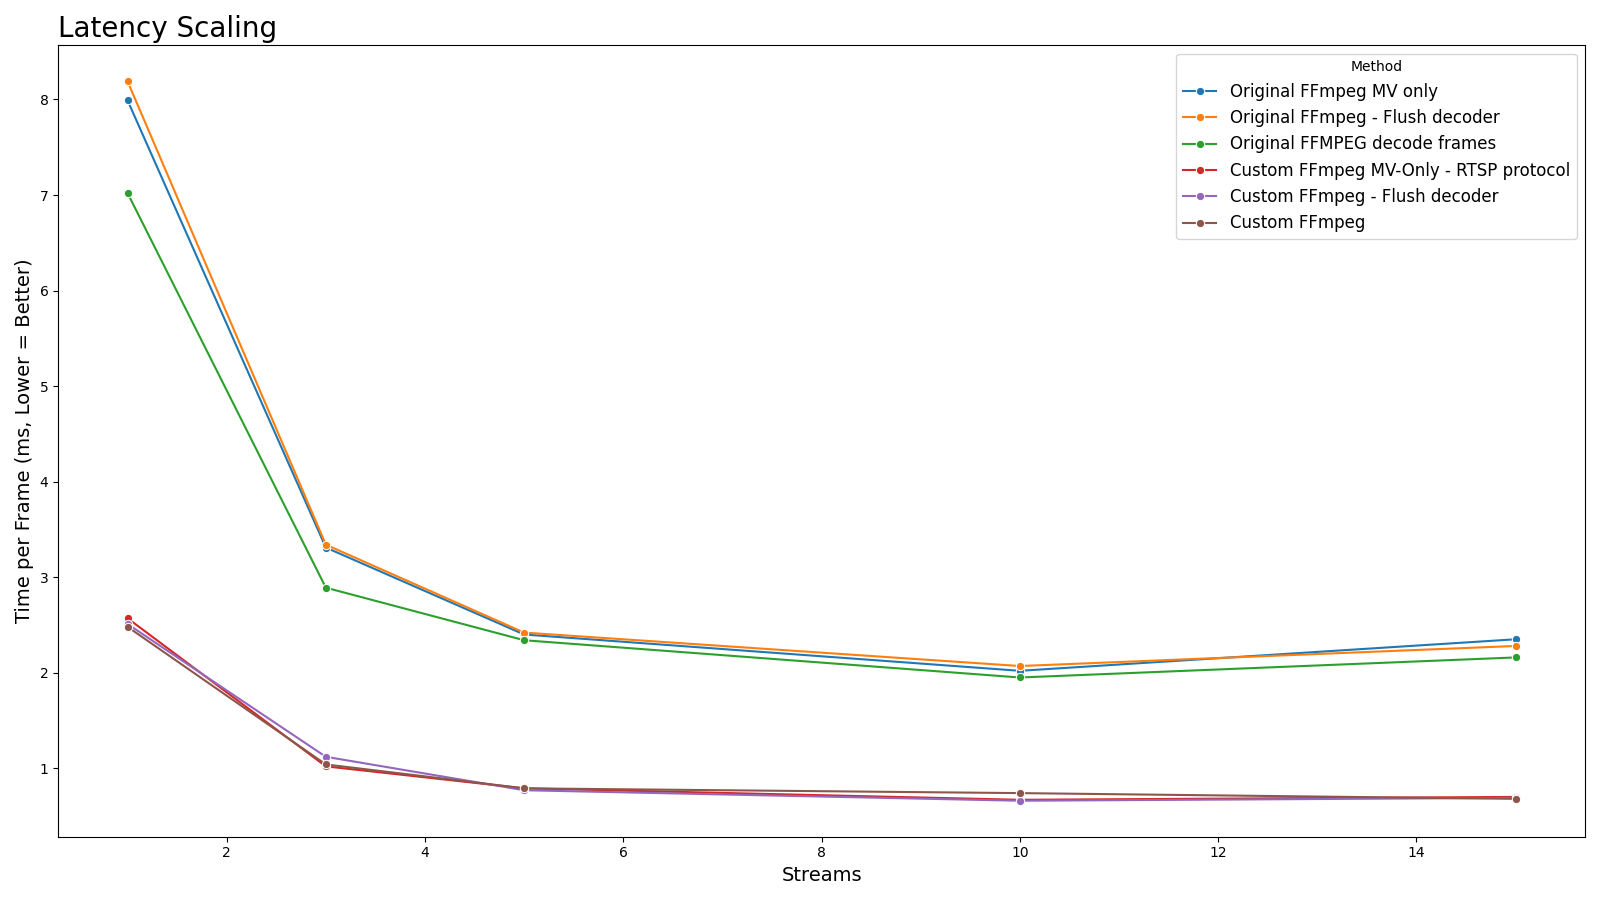 Latency Scaling
Method
Original FFmpeg MV only
Original FFmpeg - Flush decoder
Original FFMPEG decode frames
Custom FFmpeg MV-Only - RTSP protocol
Custom FFmpeg - Flush decoder
Custom FFmpeg
Time per Frame (ms, Lower = Better)
8
7
6
5
4
3
2
1
2
4
6
8
10
12
14
Streams